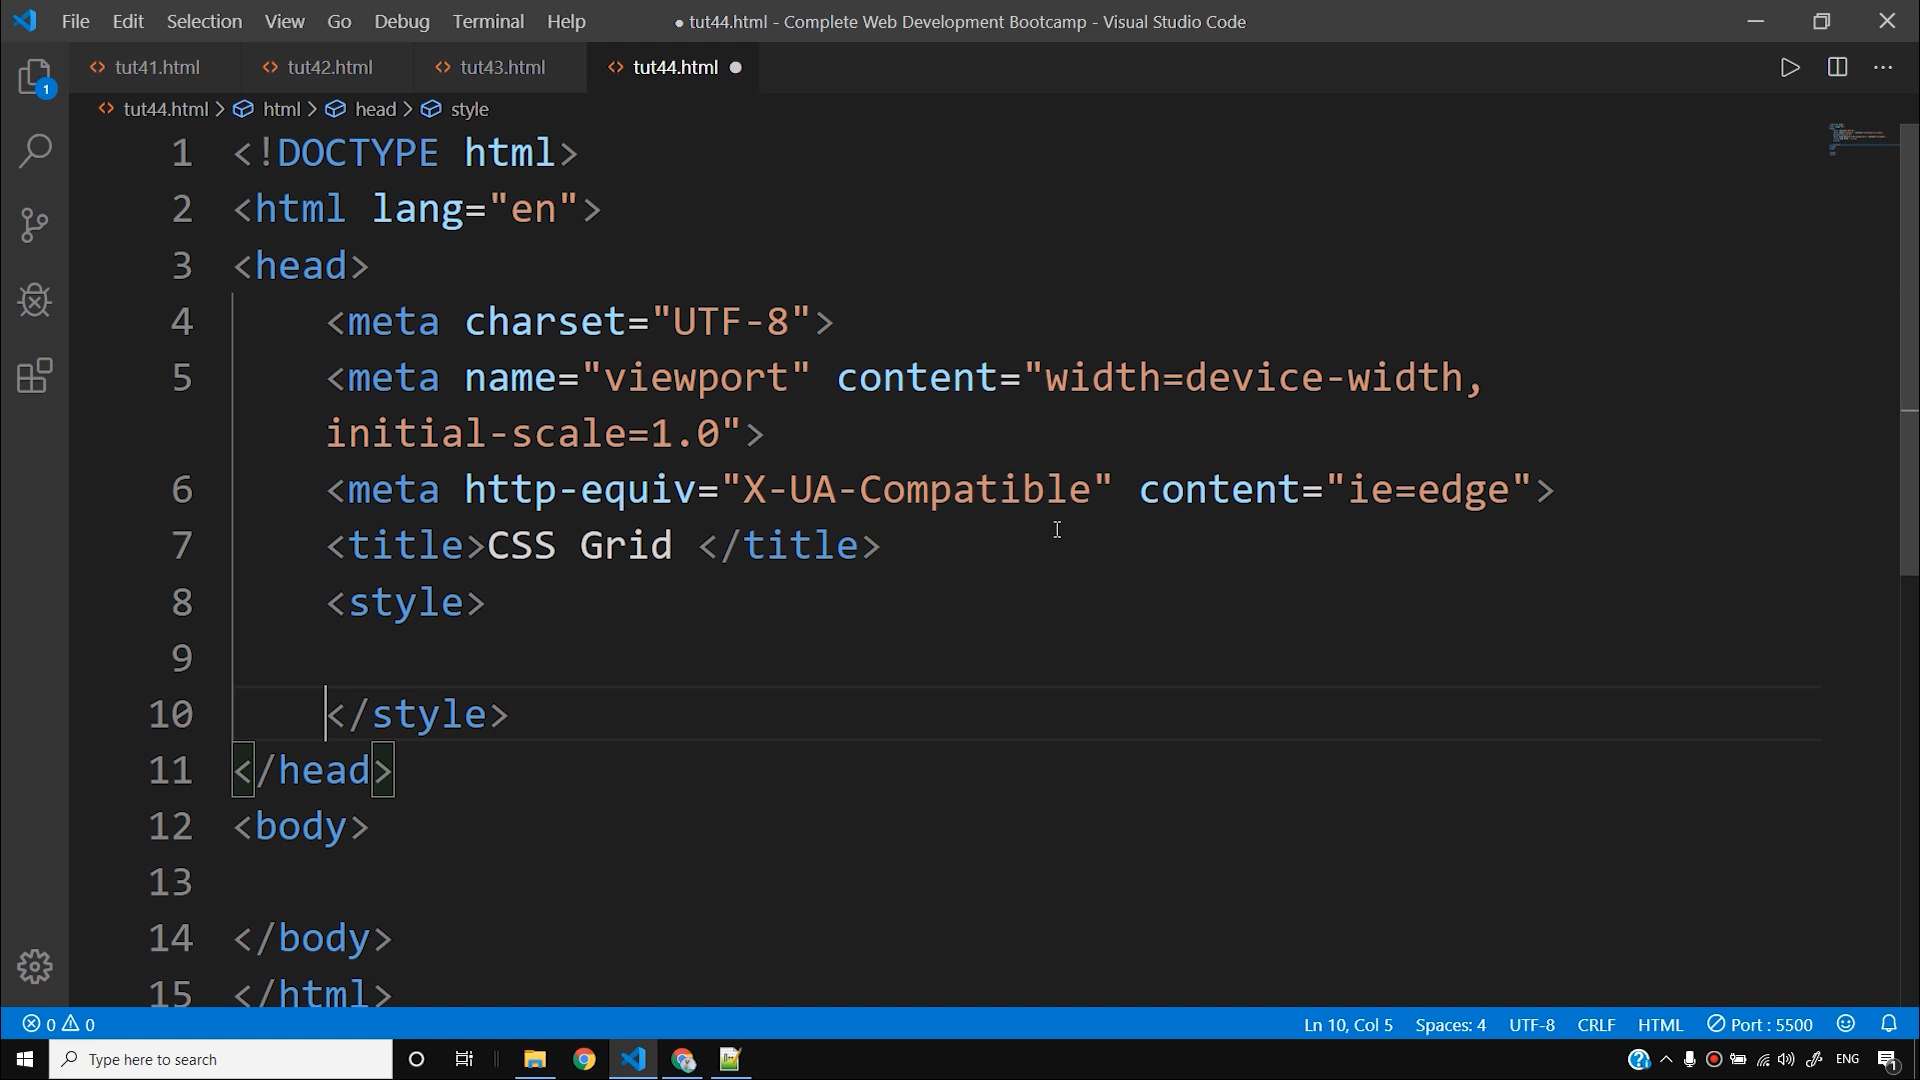 File Edit Selection View Go Debug Terminal Help ● tut44.html - Complete Web Development Bootcamp - Visual Studio Code
tut41.html tut42.html tut43.html tut44.html
tut44.html > html > head > style
1 <!DOCTYPE html>
2 <html lang="en">
3 <head>
4 <meta charset="UTF-8">
5 <meta name="viewport" content="width=device-width,
initial-scale=1.0">
6 <meta http-equiv="X-UA-Compatible" content="ie=edge">
7 <title>CSS Grid </title>
8 <style>
9
10 </style>
11 </head>
12 <body>
13
14 </body>
15 </html>
1
0 0 Ln 10, Col 5 Spaces: 4 UTF-8 CRLF HTML Port : 5500
Type here to search ENG 1